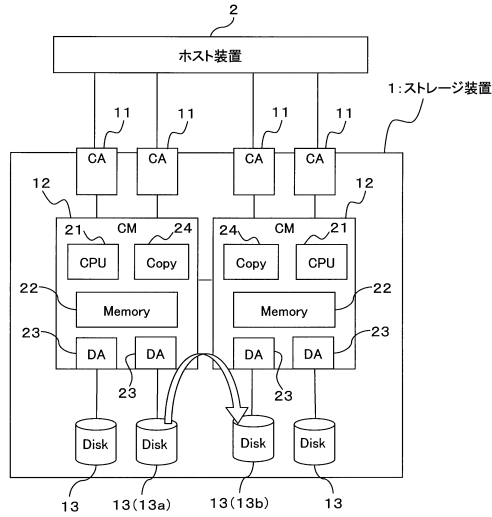 2
ホスト装置
1:ストレージ装置
11 11 11 11
CA CA CA CA
12 12
CM CM
21 24 24 21
CPU Copy Copy CPU
22 22
Memory Memory
23 23
DA DA DA DA
23 23
Disk Disk Disk Disk
13 13(13a) 13(13b) 13